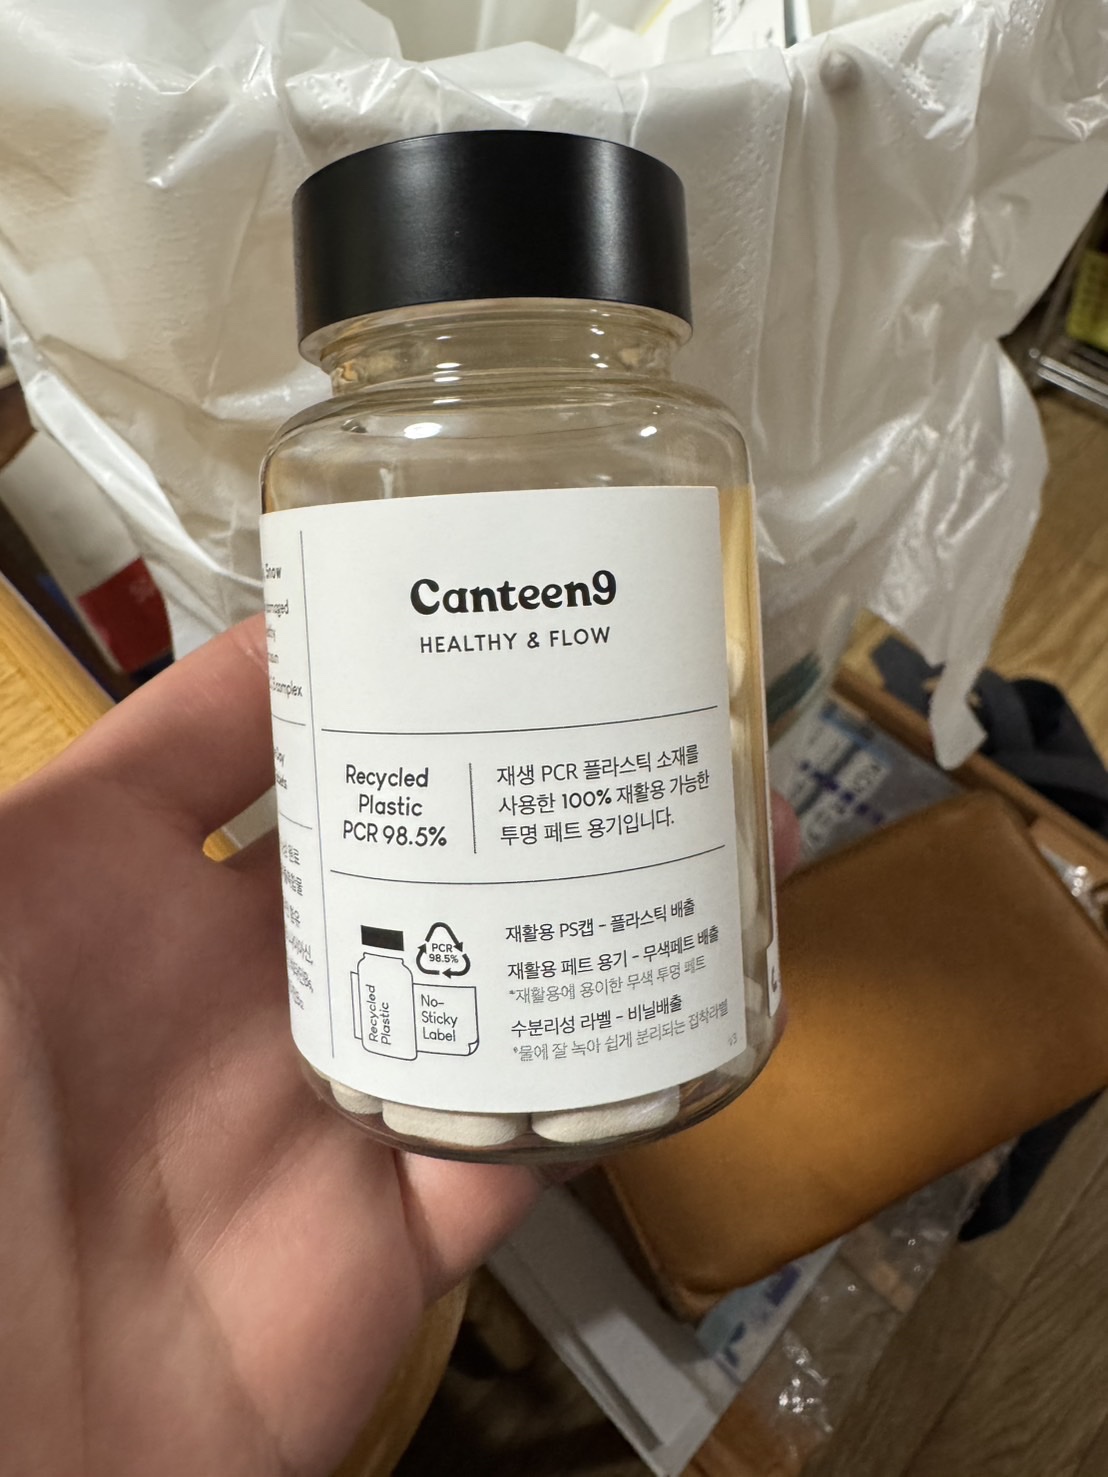 Snow
complex
Canteen9
HEALTHY & FLOW
Recycled
Plastic
PCR 98.5%
재생 PCR 플라스틱 소재를
사용한 100% 재활용 가능한
투명 페트 용기입니다.
PCR
98.5%
Recycled
Plastic
No-
Sticky
Label
재활용 PS캡 - 플라스틱 배출
재활용 페트 용기 - 무색페트 배출
*재활용에 용이한 무색 투명 페트
수분리성 라벨 - 비닐배출
*물에 잘 녹아 쉽게 분리되는 접착라벨